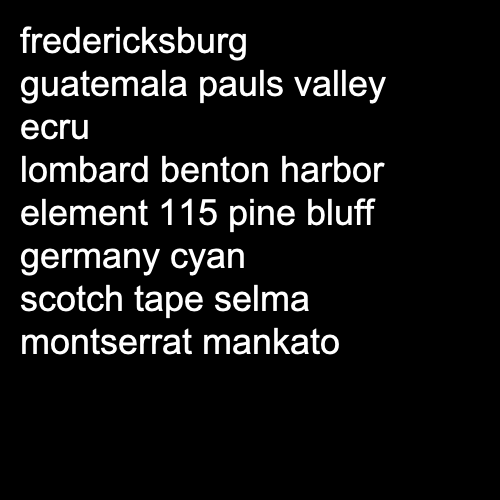 fredericksburg
guatemala pauls valley
ecru
lombard benton harbor
element 115 pine bluff
germany cyan
scotch tape selma
montserrat mankato